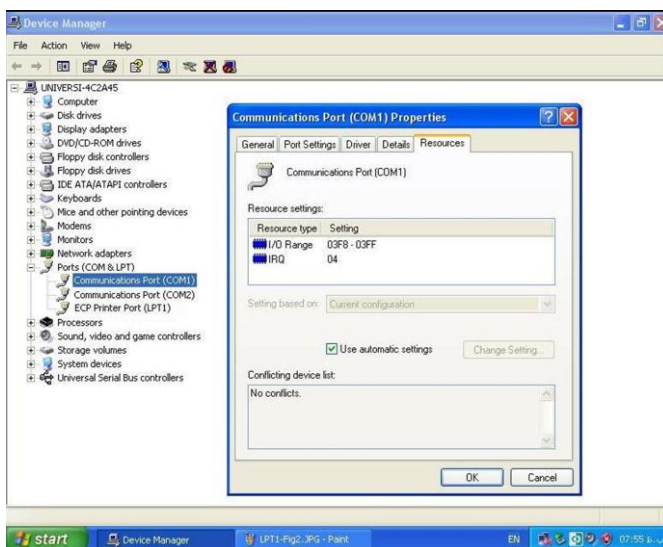 Device Manager
File Action View Help
UNIVERSI-4C2A45
Computer
Disk drives
Display adapters
DVD/CD-ROM drives
Floppy disk controllers
Floppy disk drives
IDE ATA/ATAPI controllers
Keyboards
Mice and other pointing devices
Modems
Monitors
Network adapters
Ports (COM & LPT)
Communications Port (COM1)
Communications Port (COM2)
ECP Printer Port (LPT1)
Processors
Sound, video and game controllers
Storage volumes
System devices
Universal Serial Bus controllers
Communications Port (COM1) Properties
General Port Settings Driver Details Resources
Communications Port (COM1)
Resource settings:
Resource type Setting
I/O Range 03F8 - 03FF
IRQ 04
Setting based on: Current configuration
Use automatic settings Change Setting...
Conflicting device list:
No conflicts.
OK Cancel
start Device Manager LPT1-Fig2.JPG - Paint EN 07:55